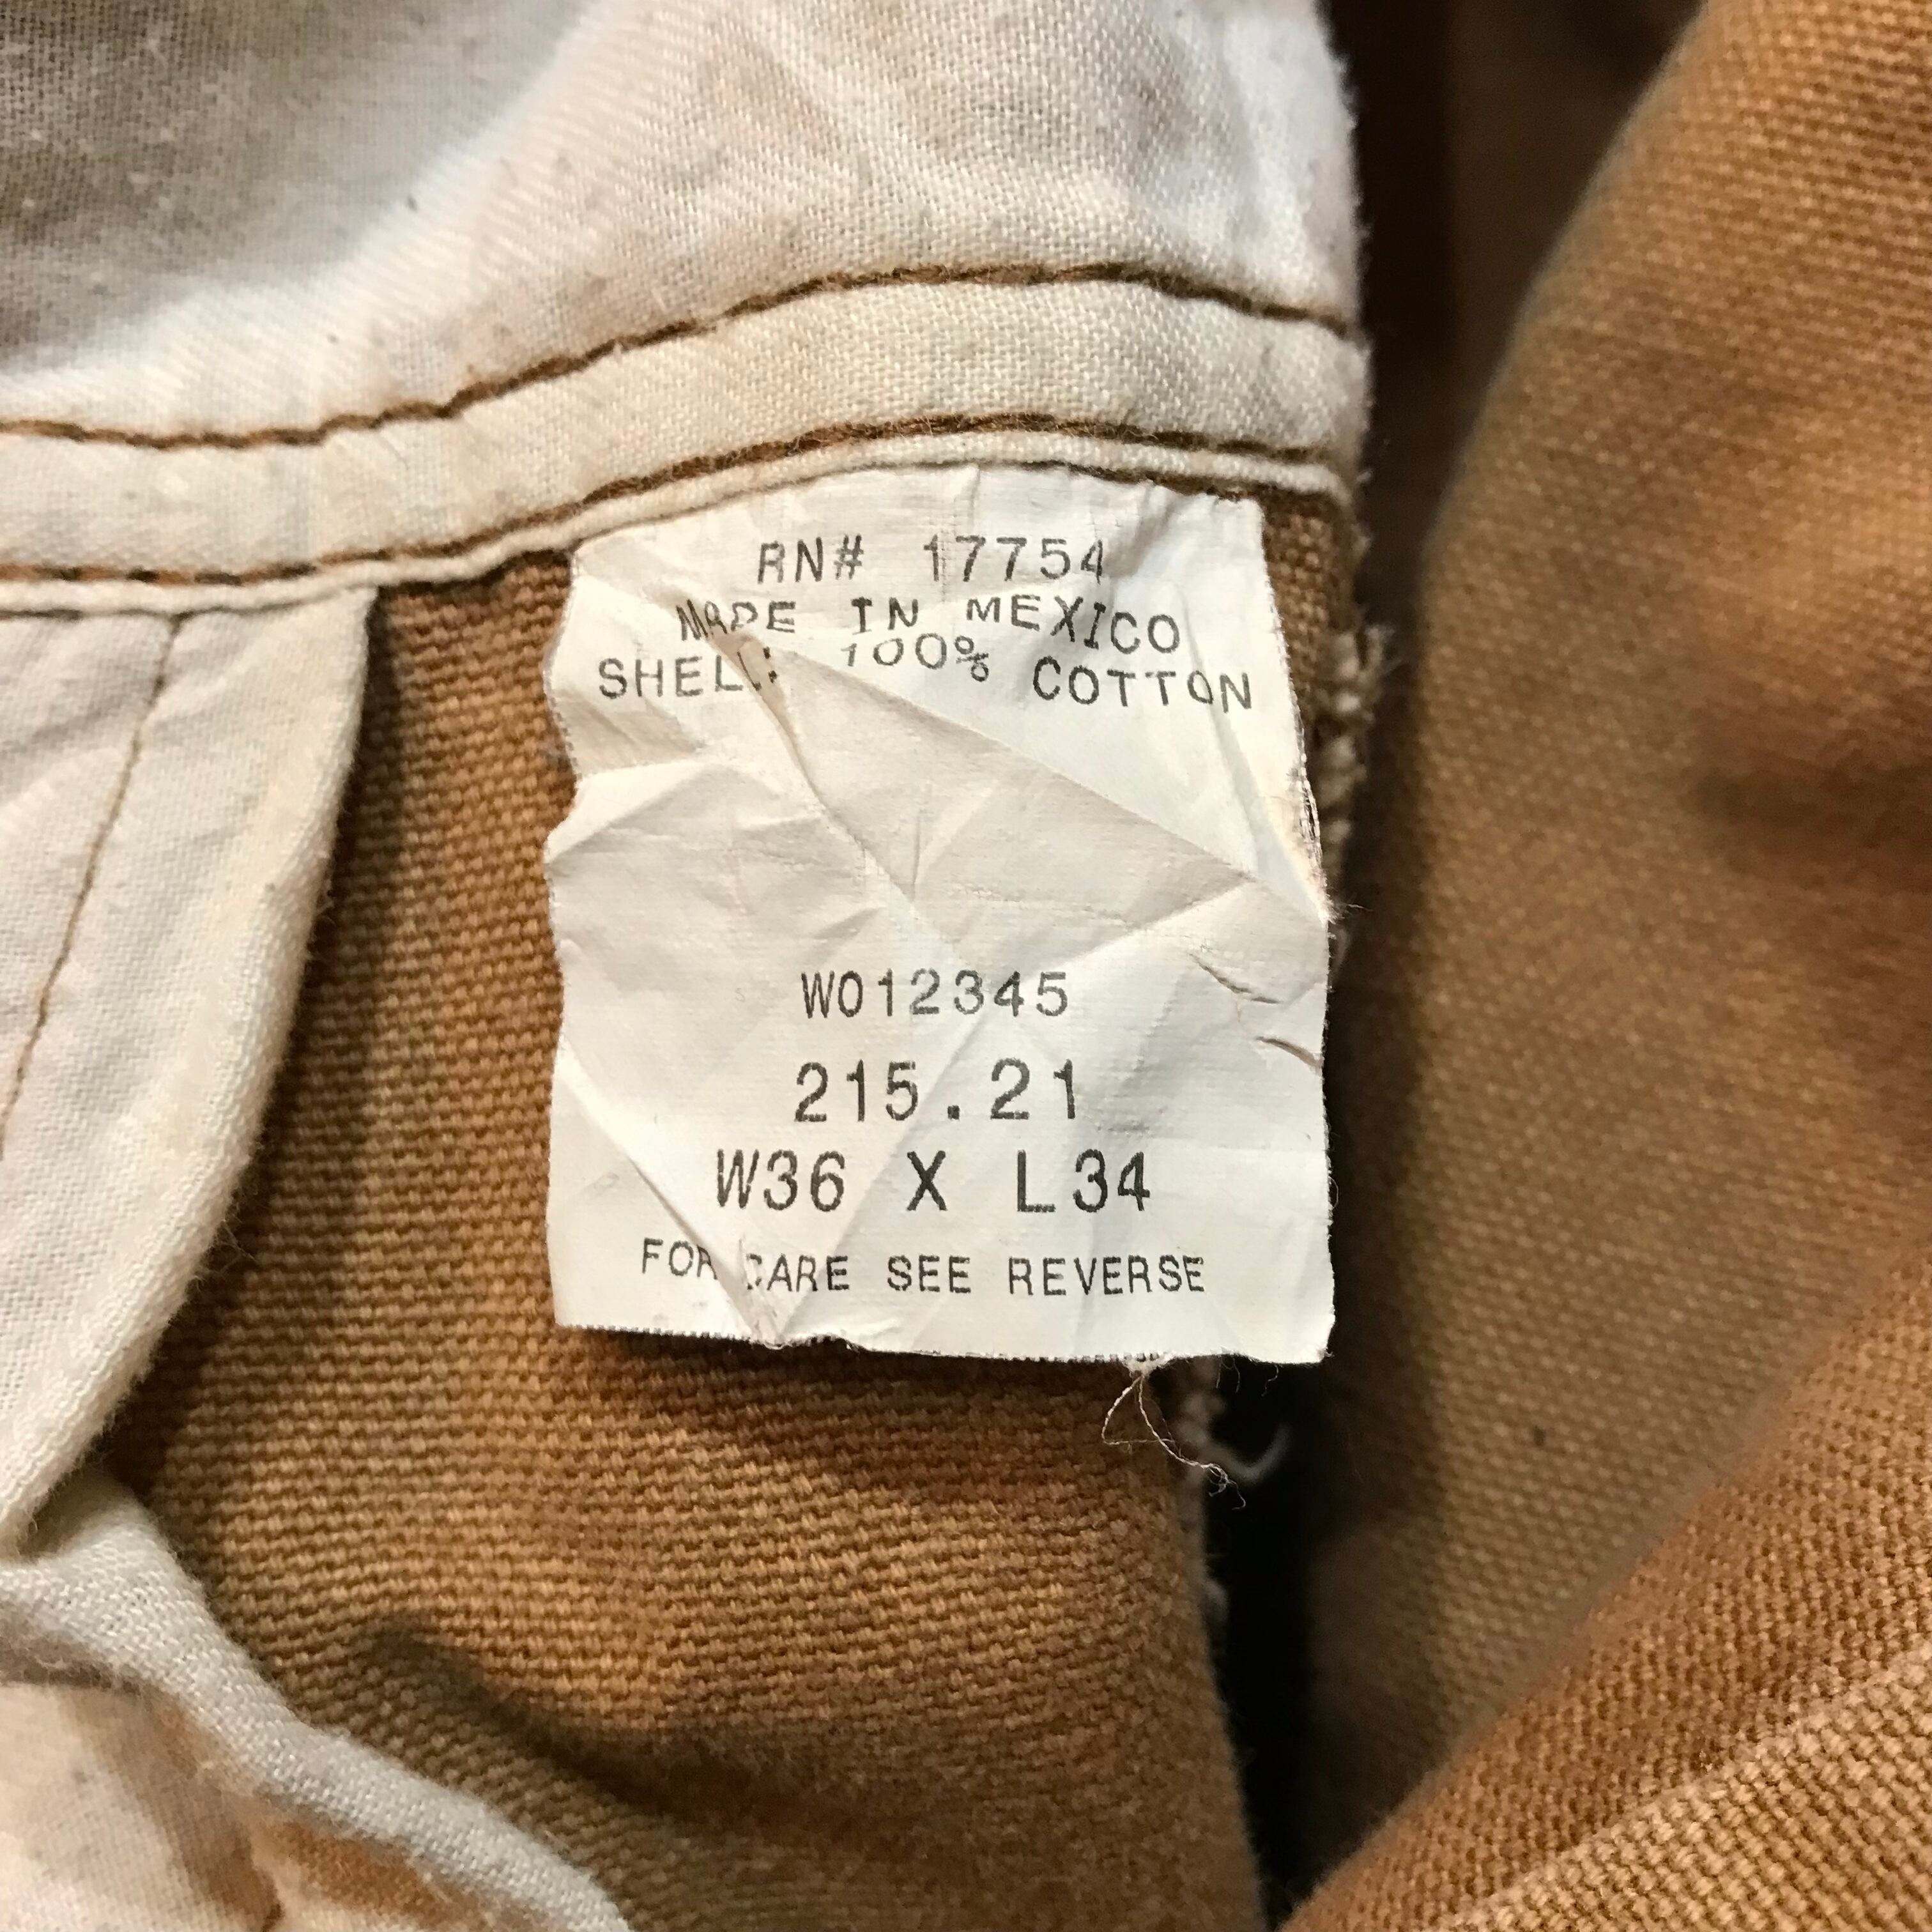 RN# 17754
MADE IN MEXICO
SHELL: 100% COTTON
W012345
215.21
W36 X L34
FOR CARE SEE REVERSE